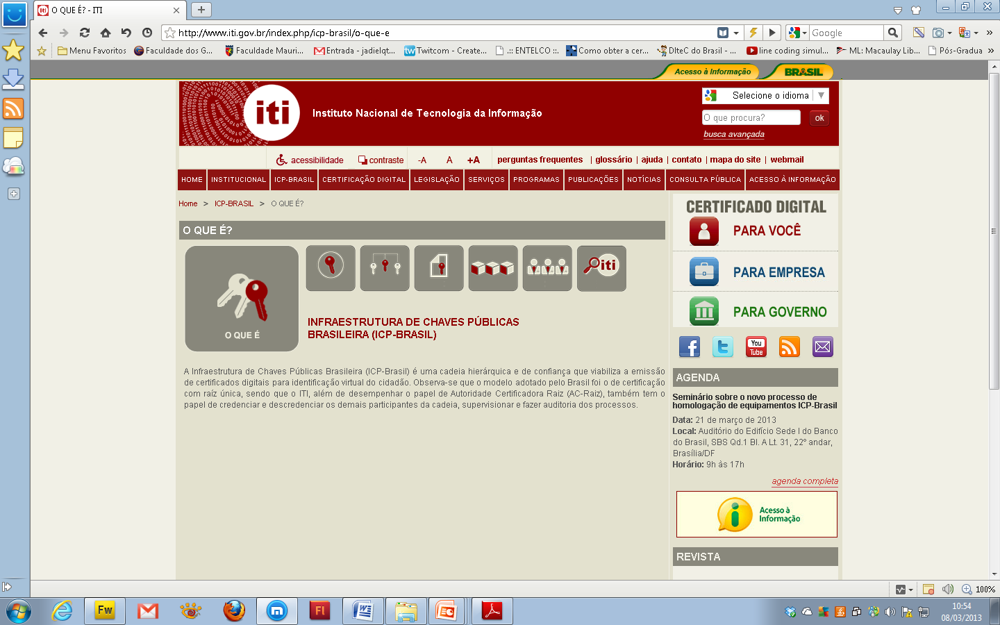 O QUE É? - ITI
http://www.iti.gov.br/index.php/icp-brasil/o-que-e
Google
Menu Favoritos
Faculdade dos G...
Faculdade Mauri...
Entrada - jadielqt...
Twitcom - Create...
.:: ENTELCO ::.
Como obter a cer...
DlteC do Brasil - ...
line coding simul...
ML: Macaulay Lib...
Pós-Gradua
Acesso à Informação
BRASIL
iti
Instituto Nacional de Tecnologia da Informação
Selecione o idioma
O que procura?
ok
busca avançada
acessibilidade
contraste
-A
A
+A
perguntas frequentes | glossário | ajuda | contato | mapa do site | webmail
HOME
INSTITUCIONAL
ICP-BRASIL
CERTIFICAÇÃO DIGITAL
LEGISLAÇÃO
SERVIÇOS
PROGRAMAS
PUBLICAÇÕES
NOTÍCIAS
CONSULTA PÚBLICA
ACESSO À INFORMAÇÃO
Home > ICP-BRASIL > O QUE É?
O QUE É?
O QUE É
iti
INFRAESTRUTURA DE CHAVES PÚBLICAS
BRASILEIRA (ICP-BRASIL)
A Infraestrutura de Chaves Públicas Brasileira (ICP-Brasil) é uma cadeia hierárquica e de confiança que viabiliza a emissão
de certificados digitais para identificação virtual do cidadão. Observa-se que o modelo adotado pelo Brasil foi o de certificação
com raíz única, sendo que o ITI, além de desempenhar o papel de Autoridade Certificadora Raiz (AC-Raiz), também tem o
papel de credenciar e descredenciar os demais participantes da cadeia, supervisionar e fazer auditoria dos processos.
CERTIFICADO DIGITAL
PARA VOCÊ
PARA EMPRESA
PARA GOVERNO
You
Tube
AGENDA
Seminário sobre o novo processo de
homologação de equipamentos ICP-Brasil
Data: 21 de março de 2013
Local: Auditório do Edifício Sede I do Banco
do Brasil, SBS Qd.1 Bl. A Lt. 31, 22º andar,
Brasília/DF
Horário: 9h às 17h
agenda completa
Acesso à
Informação
REVISTA
100%
Fw
Fl
10:54
08/03/2013